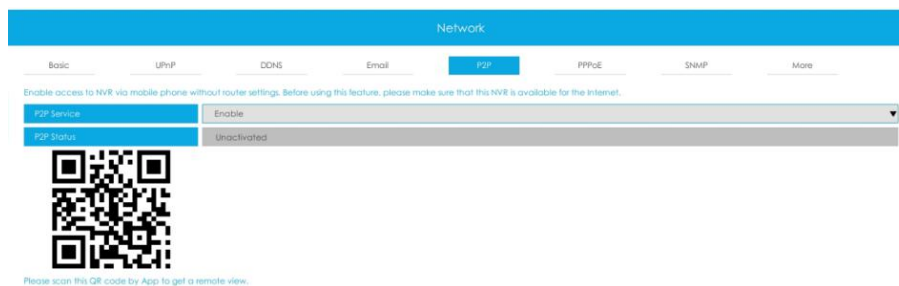 Network
Basic UPnP DDNS Email P2P PPPoE SNMP More
Enable access to NVR via mobile phone without router settings. Before using this feature, please make sure that this NVR is available for the Internet.
P2P Service Enable
P2P Status Unactivated
Please scan this QR code by App to get a remote view.